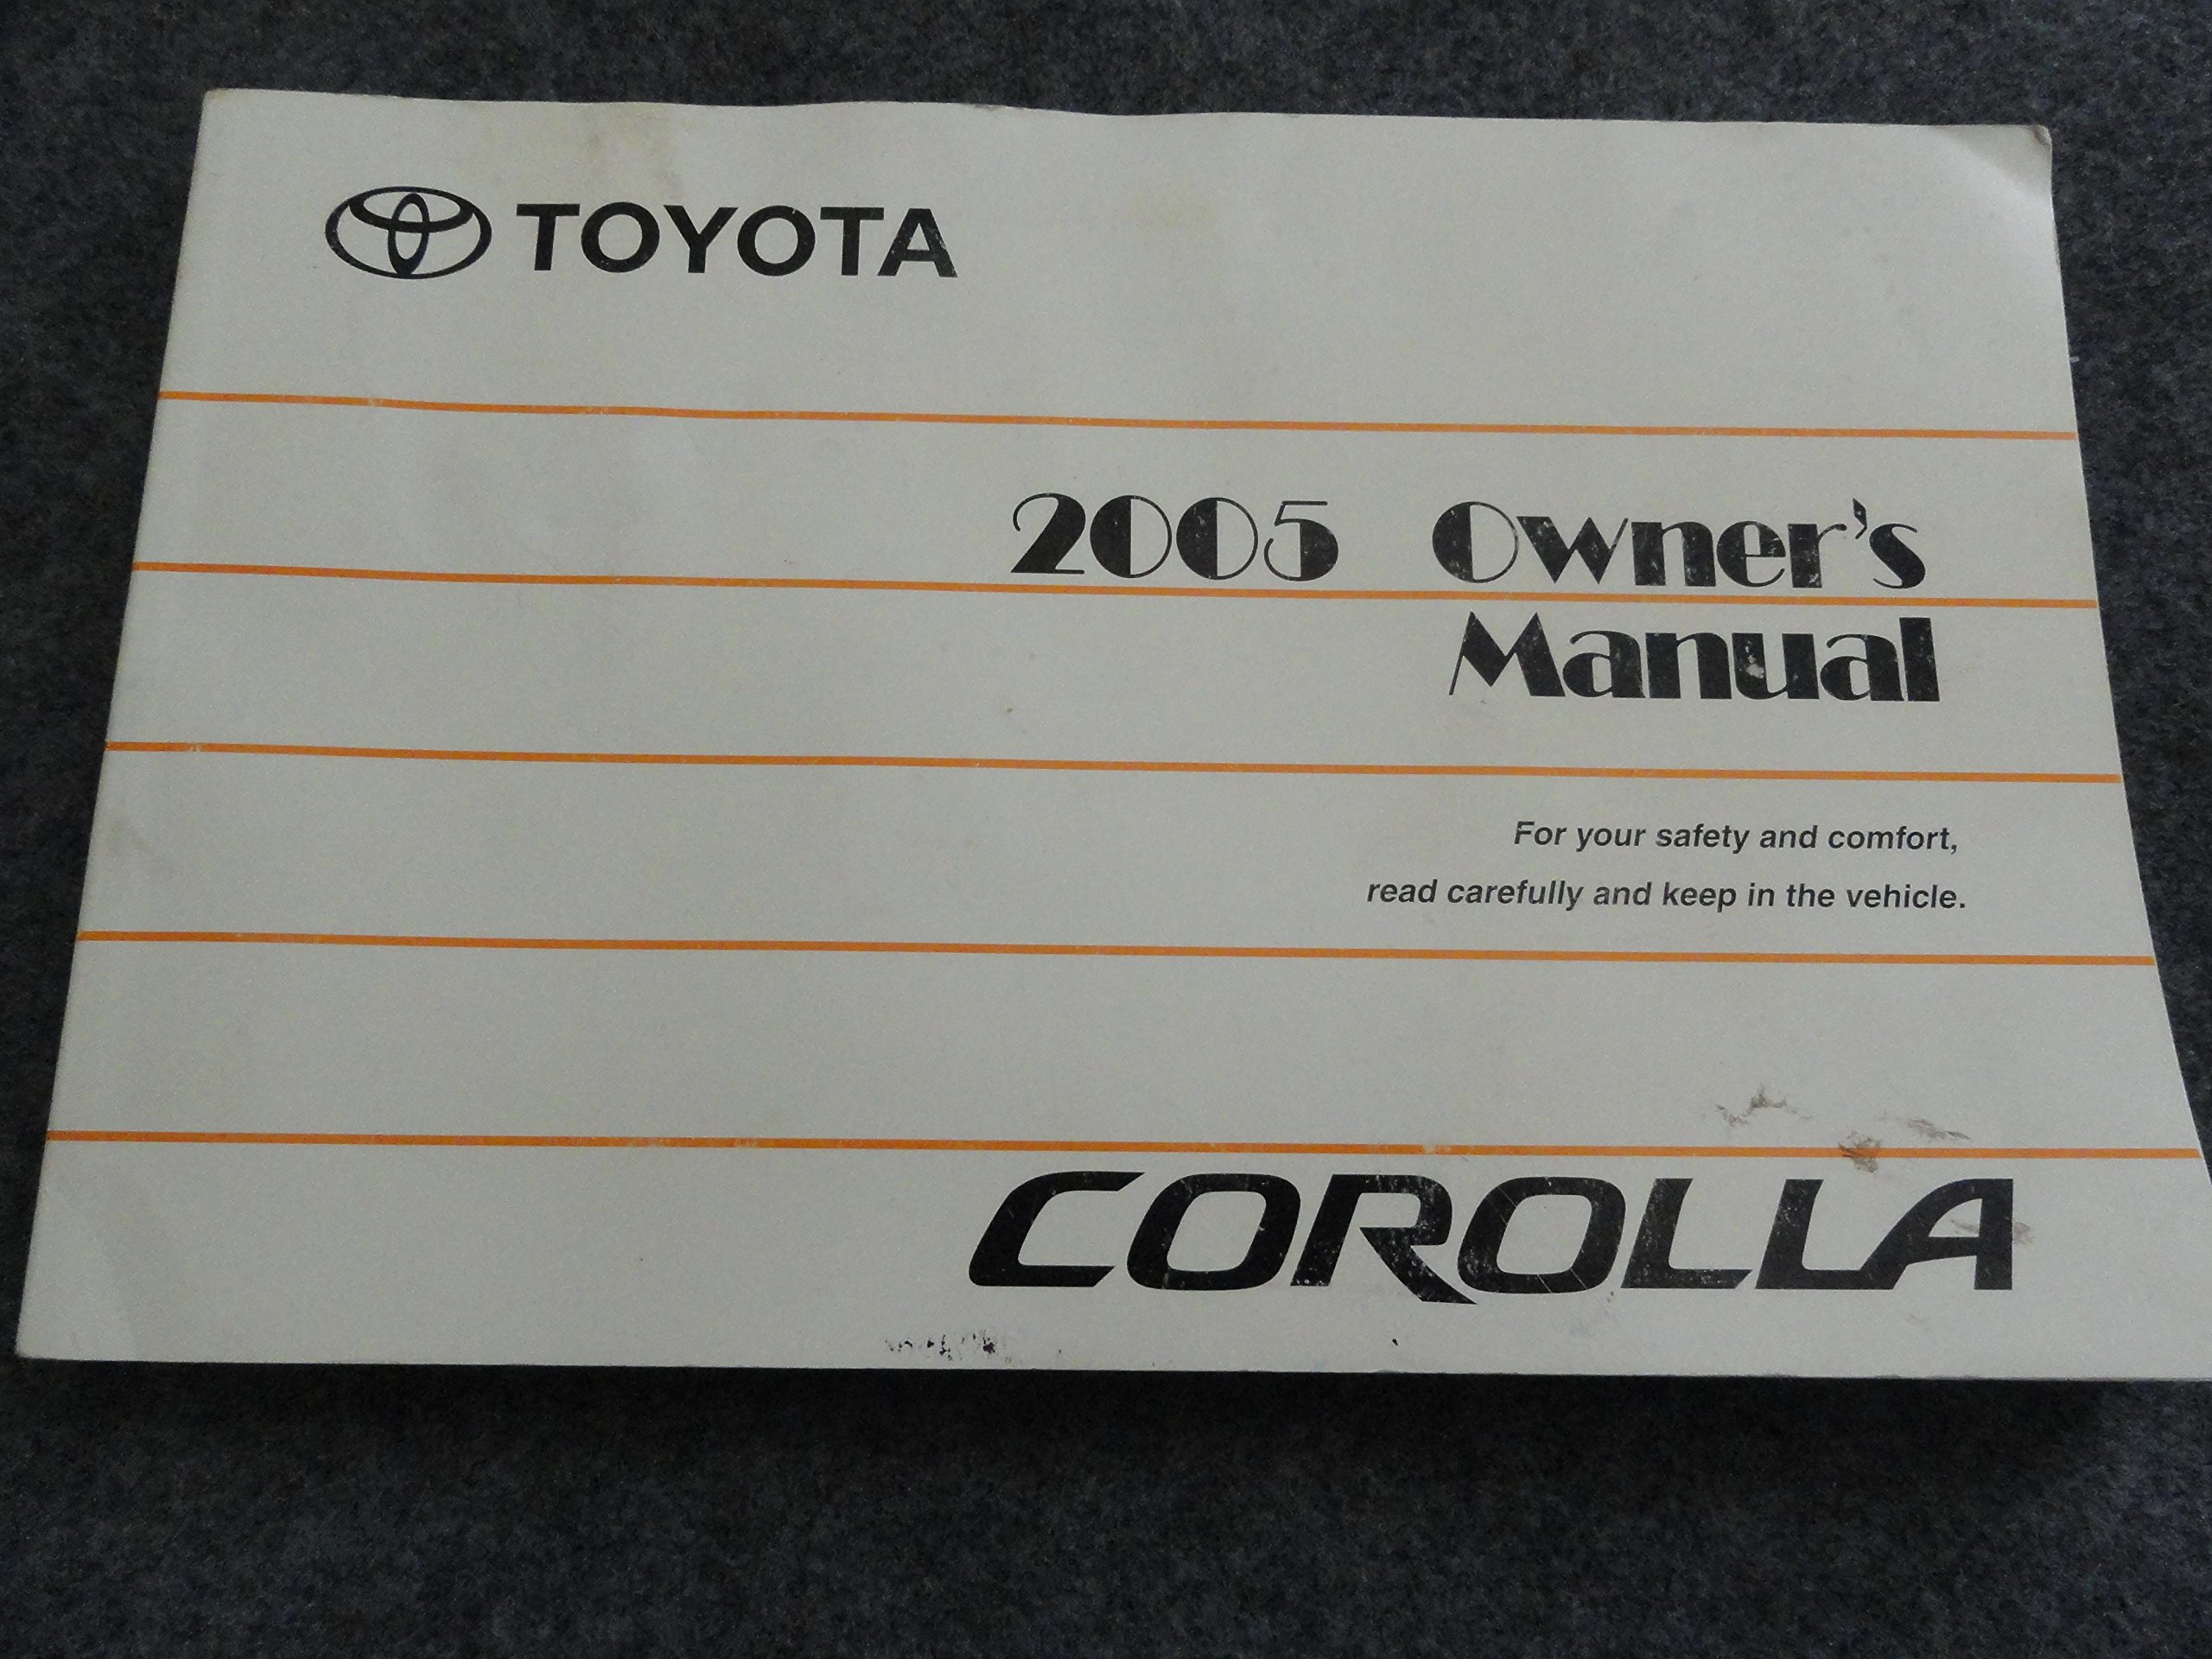 TOYOTA
2005 Owner's
Manual
For your safety and comfort,
read carefully and keep in the vehicle.
COROLLA